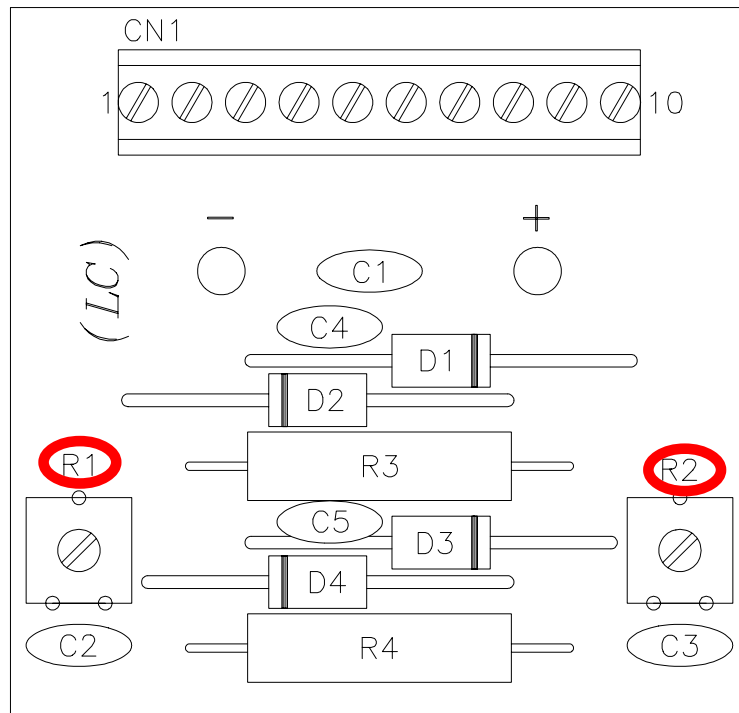 CN1
1 10
- +
(LC)
C1
C4
D1
D2
R1 R3 R2
C5
D3
D4
C2 R4 C3